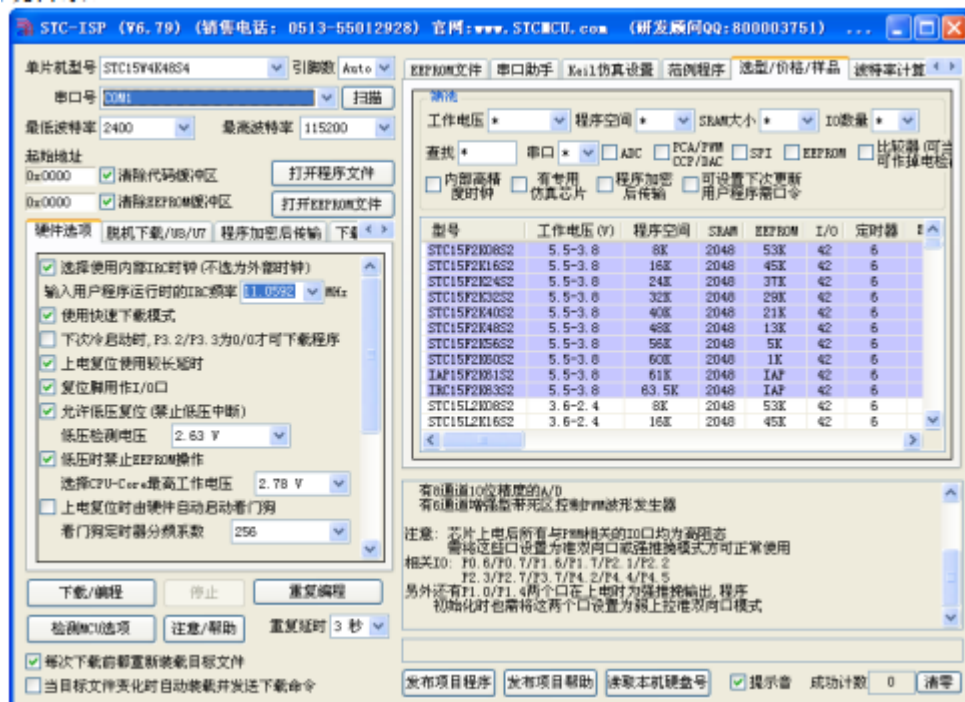 STC-ISP (V6.79) (销售电话: 0513-55012928) 官网:www.STCMCU.com (研发顾问QQ:800003751) ...
单片机型号 STC15W4K48S4 引脚数 Auto
串口号 COM1 扫描
最低波特率 2400 最高波特率 115200
起始地址
0x0000 清除代码缓冲区 打开程序文件
0x0000 清除EEPROM缓冲区 打开EEPROM文件
硬件选项 脱机下载/U8/U7 程序加密后传输 下载
选择使用内部IRC时钟(不选为外部时钟)
输入用户程序运行时的IRC频率 11.0592 MHz
使用快速下载模式
下次冷启动时,P3.2/P3.3为0/0才可下载程序
上电复位使用较长延时
复位脚用作I/O口
允许低压复位(禁止低压中断)
低压检测电压 2.63 V
低压时禁止EEPROM操作
选择CPU-Core最高工作电压 2.78 V
上电复位时由硬件自动启动看门狗
看门狗定时器分频系数 256
下载/编程 停止 重复编程
检测MCU选项 注意/帮助 重复延时 3 秒
每次下载前都重新装载目标文件
当目标文件变化时自动装载并发送下载命令
EEPROM文件 串口助手 Keil仿真设置 范例程序 选型/价格/样品 波特率计算
筛选
工作电压 * 程序空间 * SRAM大小 * IO数量 *
查找 * 串口 * ADC PCA/PWM SPI EEPROM 比较器(可当
CCP/DAC 可作掉电检
内部高精 有专用 程序加密 可设置下次更新
度时钟 仿真芯片 后传输 用户程序需口令
型号 工作电压(V) 程序空间 SRAM EEPROM I/O 定时器
STC15F2K08S2 5.5-3.8 8K 2048 53K 42 6
STC15F2K16S2 5.5-3.8 16K 2048 45K 42 6
STC15F2K24S2 5.5-3.8 24K 2048 37K 42 6
STC15F2K32S2 5.5-3.8 32K 2048 29K 42 6
STC15F2K40S2 5.5-3.8 40K 2048 21K 42 6
STC15F2K48S2 5.5-3.8 48K 2048 13K 42 6
STC15F2K56S2 5.5-3.8 56K 2048 5K 42 6
STC15F2K60S2 5.5-3.8 60K 2048 1K 42 6
IAP15F2K61S2 5.5-3.8 61K 2048 IAP 42 6
IRC15F2K63S2 5.5-3.8 63.5K 2048 IAP 42 6
STC15L2K08S2 3.6-2.4 8K 2048 53K 42 6
STC15L2K16S2 3.6-2.4 16K 2048 45K 42 6
有8通道10位精度的A/D
有6通道增强型带死区控制PWM波形发生器
注意: 芯片上电后所有与PWM相关的IO口均为高阻态
需将这些口设置为准双向口或强推挽模式方可正常使用
相关IO: P0.6/P0.7/P1.6/P1.7/P2.1/P2.2
P2.3/P2.7/P3.7/P4.2/P4.4/P4.5
另外还有P1.0/P1.4两个口在上电时为强推挽输出,程序
初始化时也需将这两个口设置为弱上拉准双向口模式
发布项目程序 发布项目帮助 读取本机硬盘号 提示音 成功计数 0 清零